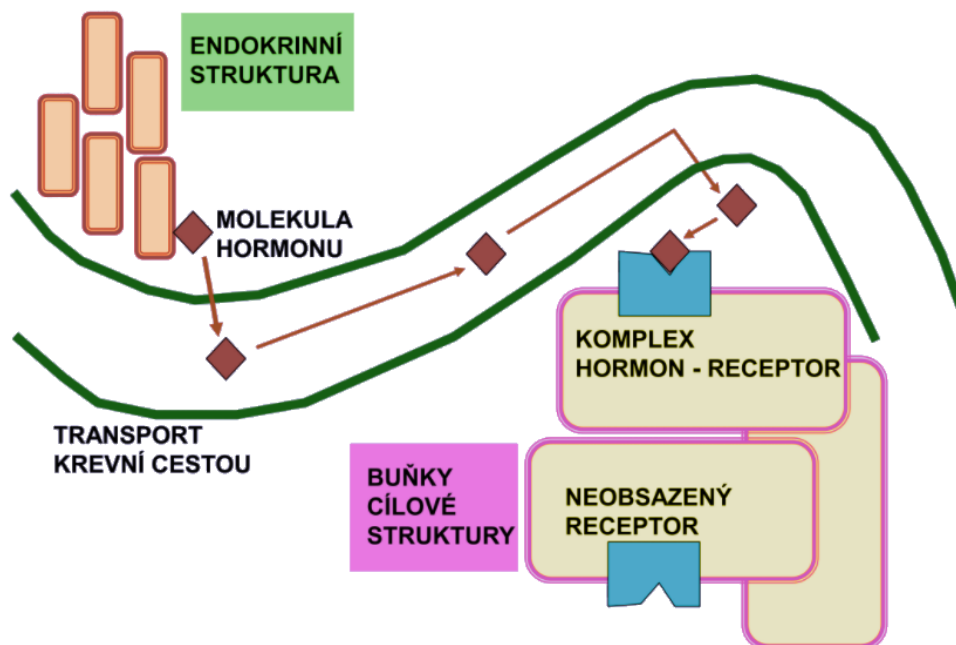 ENDOKRINNÍ
STRUKTURA
MOLEKULA
HORMONU
KOMPLEX
HORMON - RECEPTOR
TRANSPORT
KREVNÍ CESTOU
BUŇKY
CÍLOVÉ
STRUKTURY
NEOBSAZENÝ
RECEPTOR